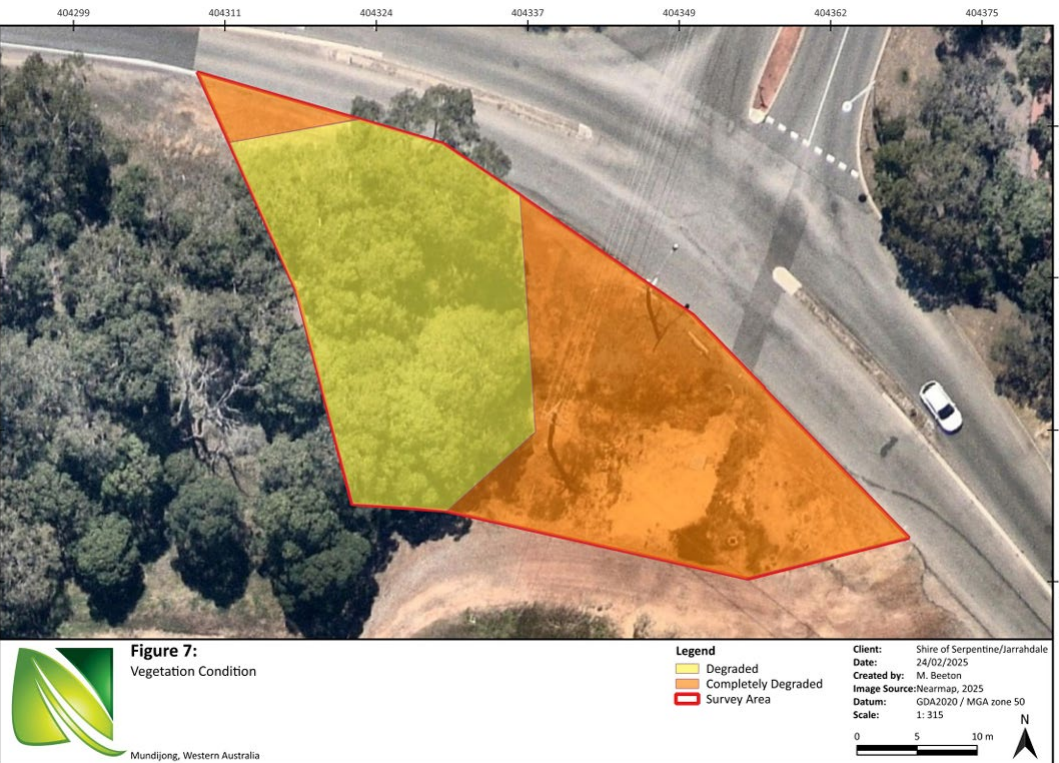 404299 404311 404324 404337 404349 404362 404375
Figure 7:
Vegetation Condition
Mundijong, Western Australia
Legend
Degraded
Completely Degraded
Survey Area
Client: Shire of Serpentine/Jarrahdale
Date: 24/02/2025
Created by: M. Beeton
Image Source: Nearmap, 2025
Datum: GDA2020 / MGA zone 50
Scale: 1: 315
0 5 10 m
N